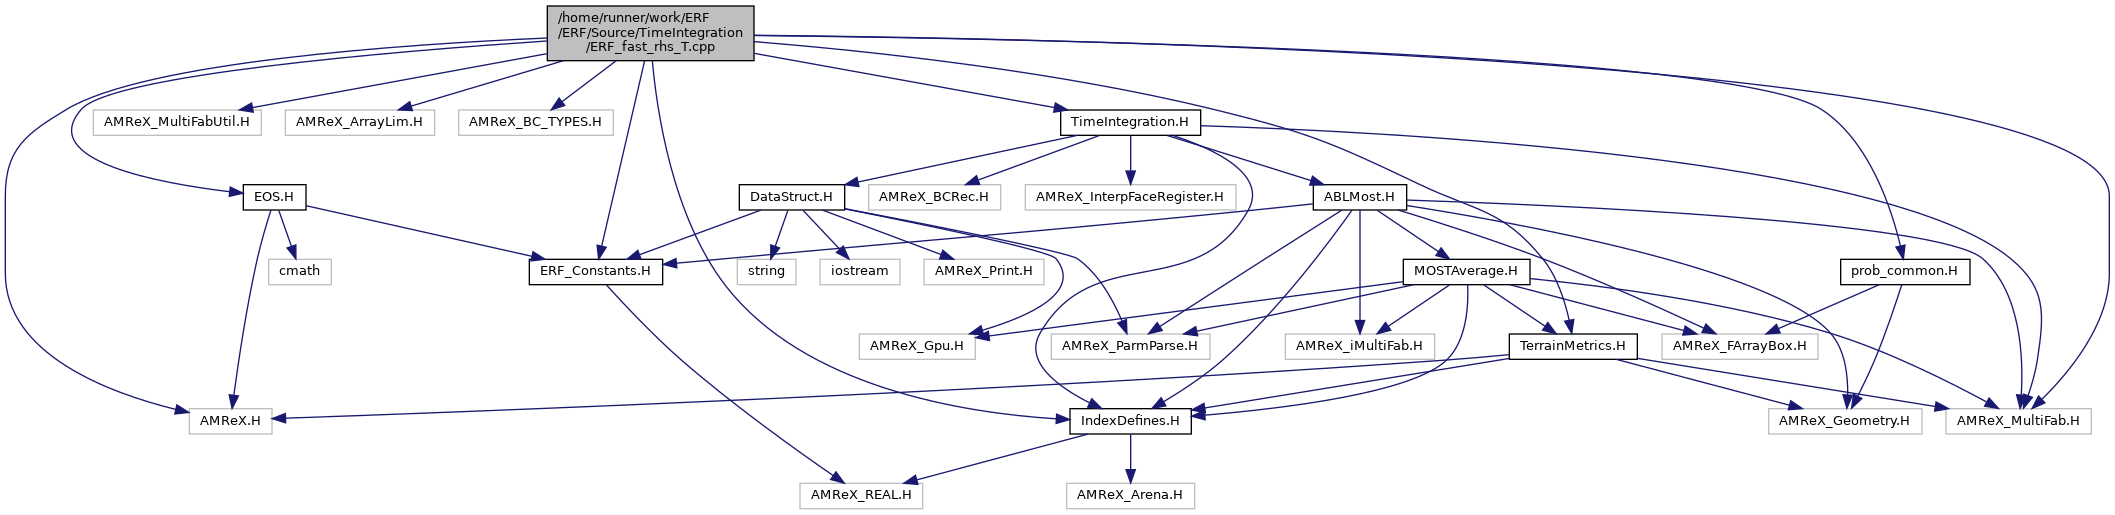 /home/runner/work/ERF
/ERF/Source/TimeIntegration
/ERF_fast_rhs_T.cpp
AMReX_MultiFabUtil.H
AMReX_ArrayLim.H
AMReX_BC_TYPES.H
TimeIntegration.H
EOS.H
DataStruct.H
AMReX_BCRec.H
AMReX_InterpFaceRegister.H
ABLMost.H
cmath
ERF_Constants.H
string
iostream
AMReX_Print.H
MOSTAverage.H
prob_common.H
AMReX_Gpu.H
AMReX_ParmParse.H
AMReX_iMultiFab.H
TerrainMetrics.H
AMReX_FArrayBox.H
AMReX.H
IndexDefines.H
AMReX_Geometry.H
AMReX_MultiFab.H
AMReX_REAL.H
AMReX_Arena.H